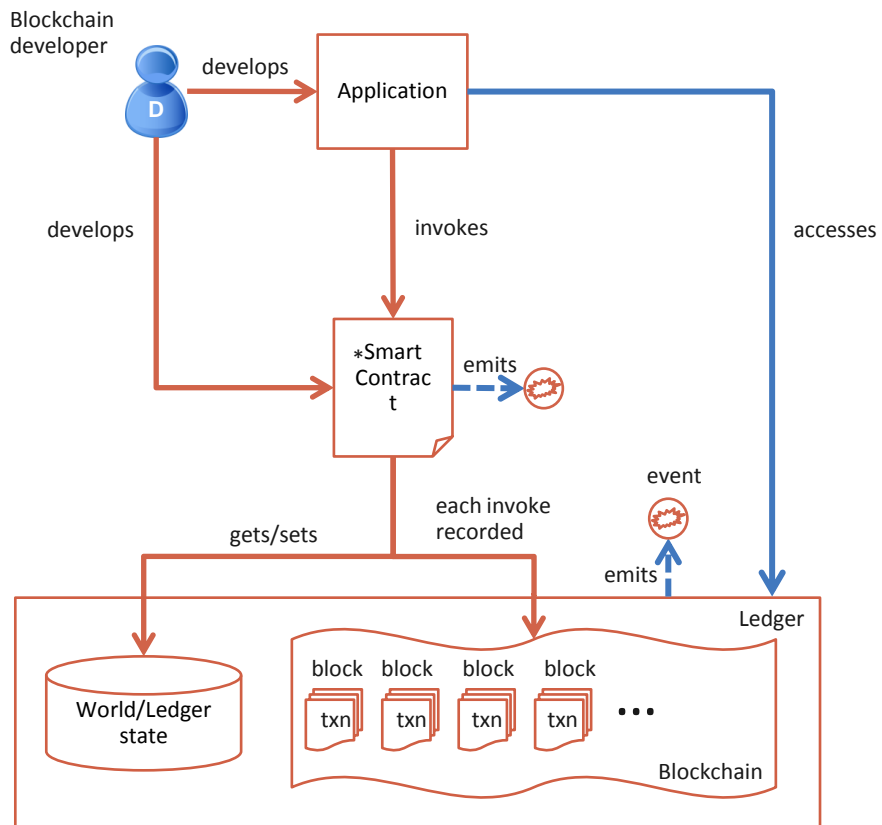 Blockchain
developer
D
develops
Application
develops
invokes
accesses
*Smart
Contrac
t
emits
event
each invoke
recorded
gets/sets
emits
Ledger
block block block block
txn txn txn txn ...
World/Ledger
state
Blockchain